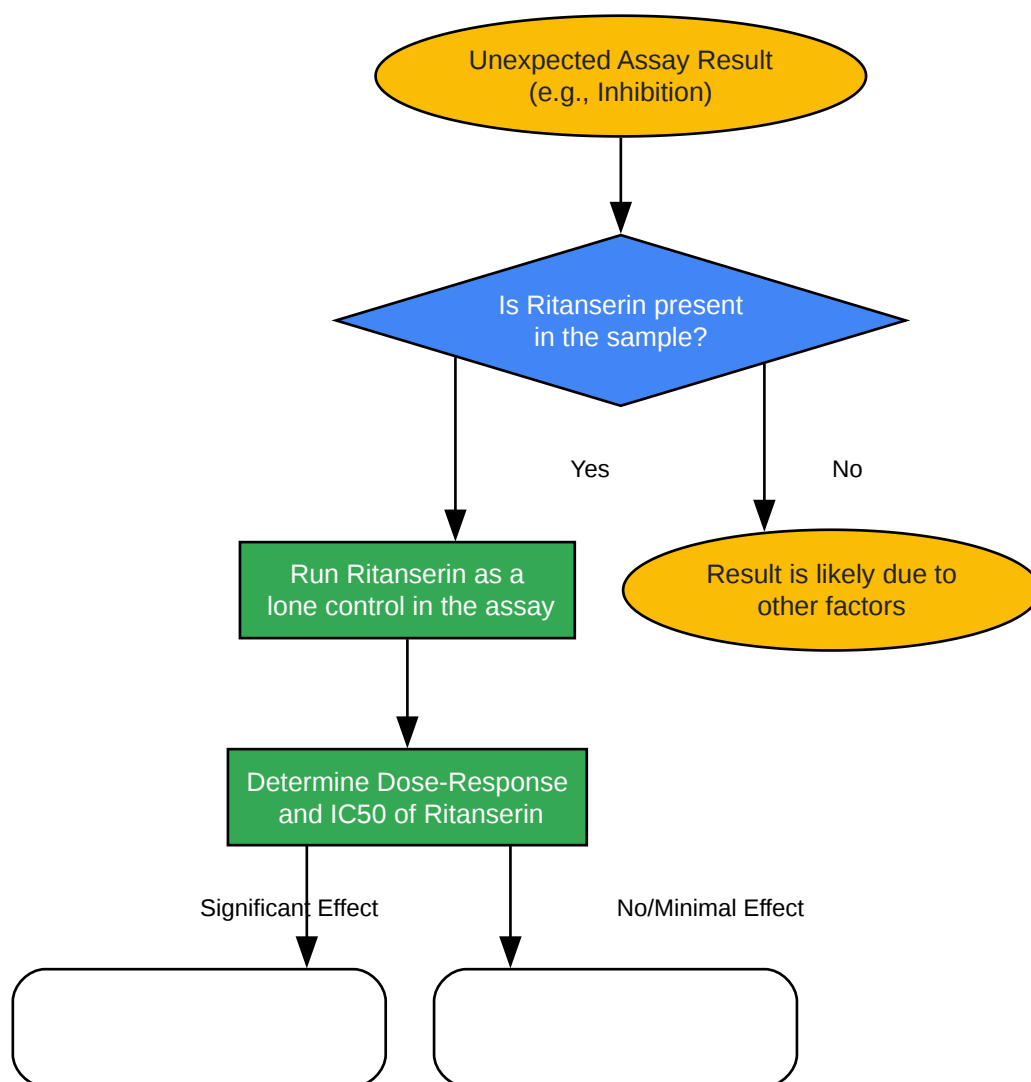 Unexpected Assay Result
(e.g., Inhibition)
Is Ritanserin present
in the sample?
Yes
No
Run Ritanserin as a
lone control in the assay
Result is likely due to
other factors
Determine Dose-Response
and IC50 of Ritanserin
Significant Effect
No/Minimal Effect